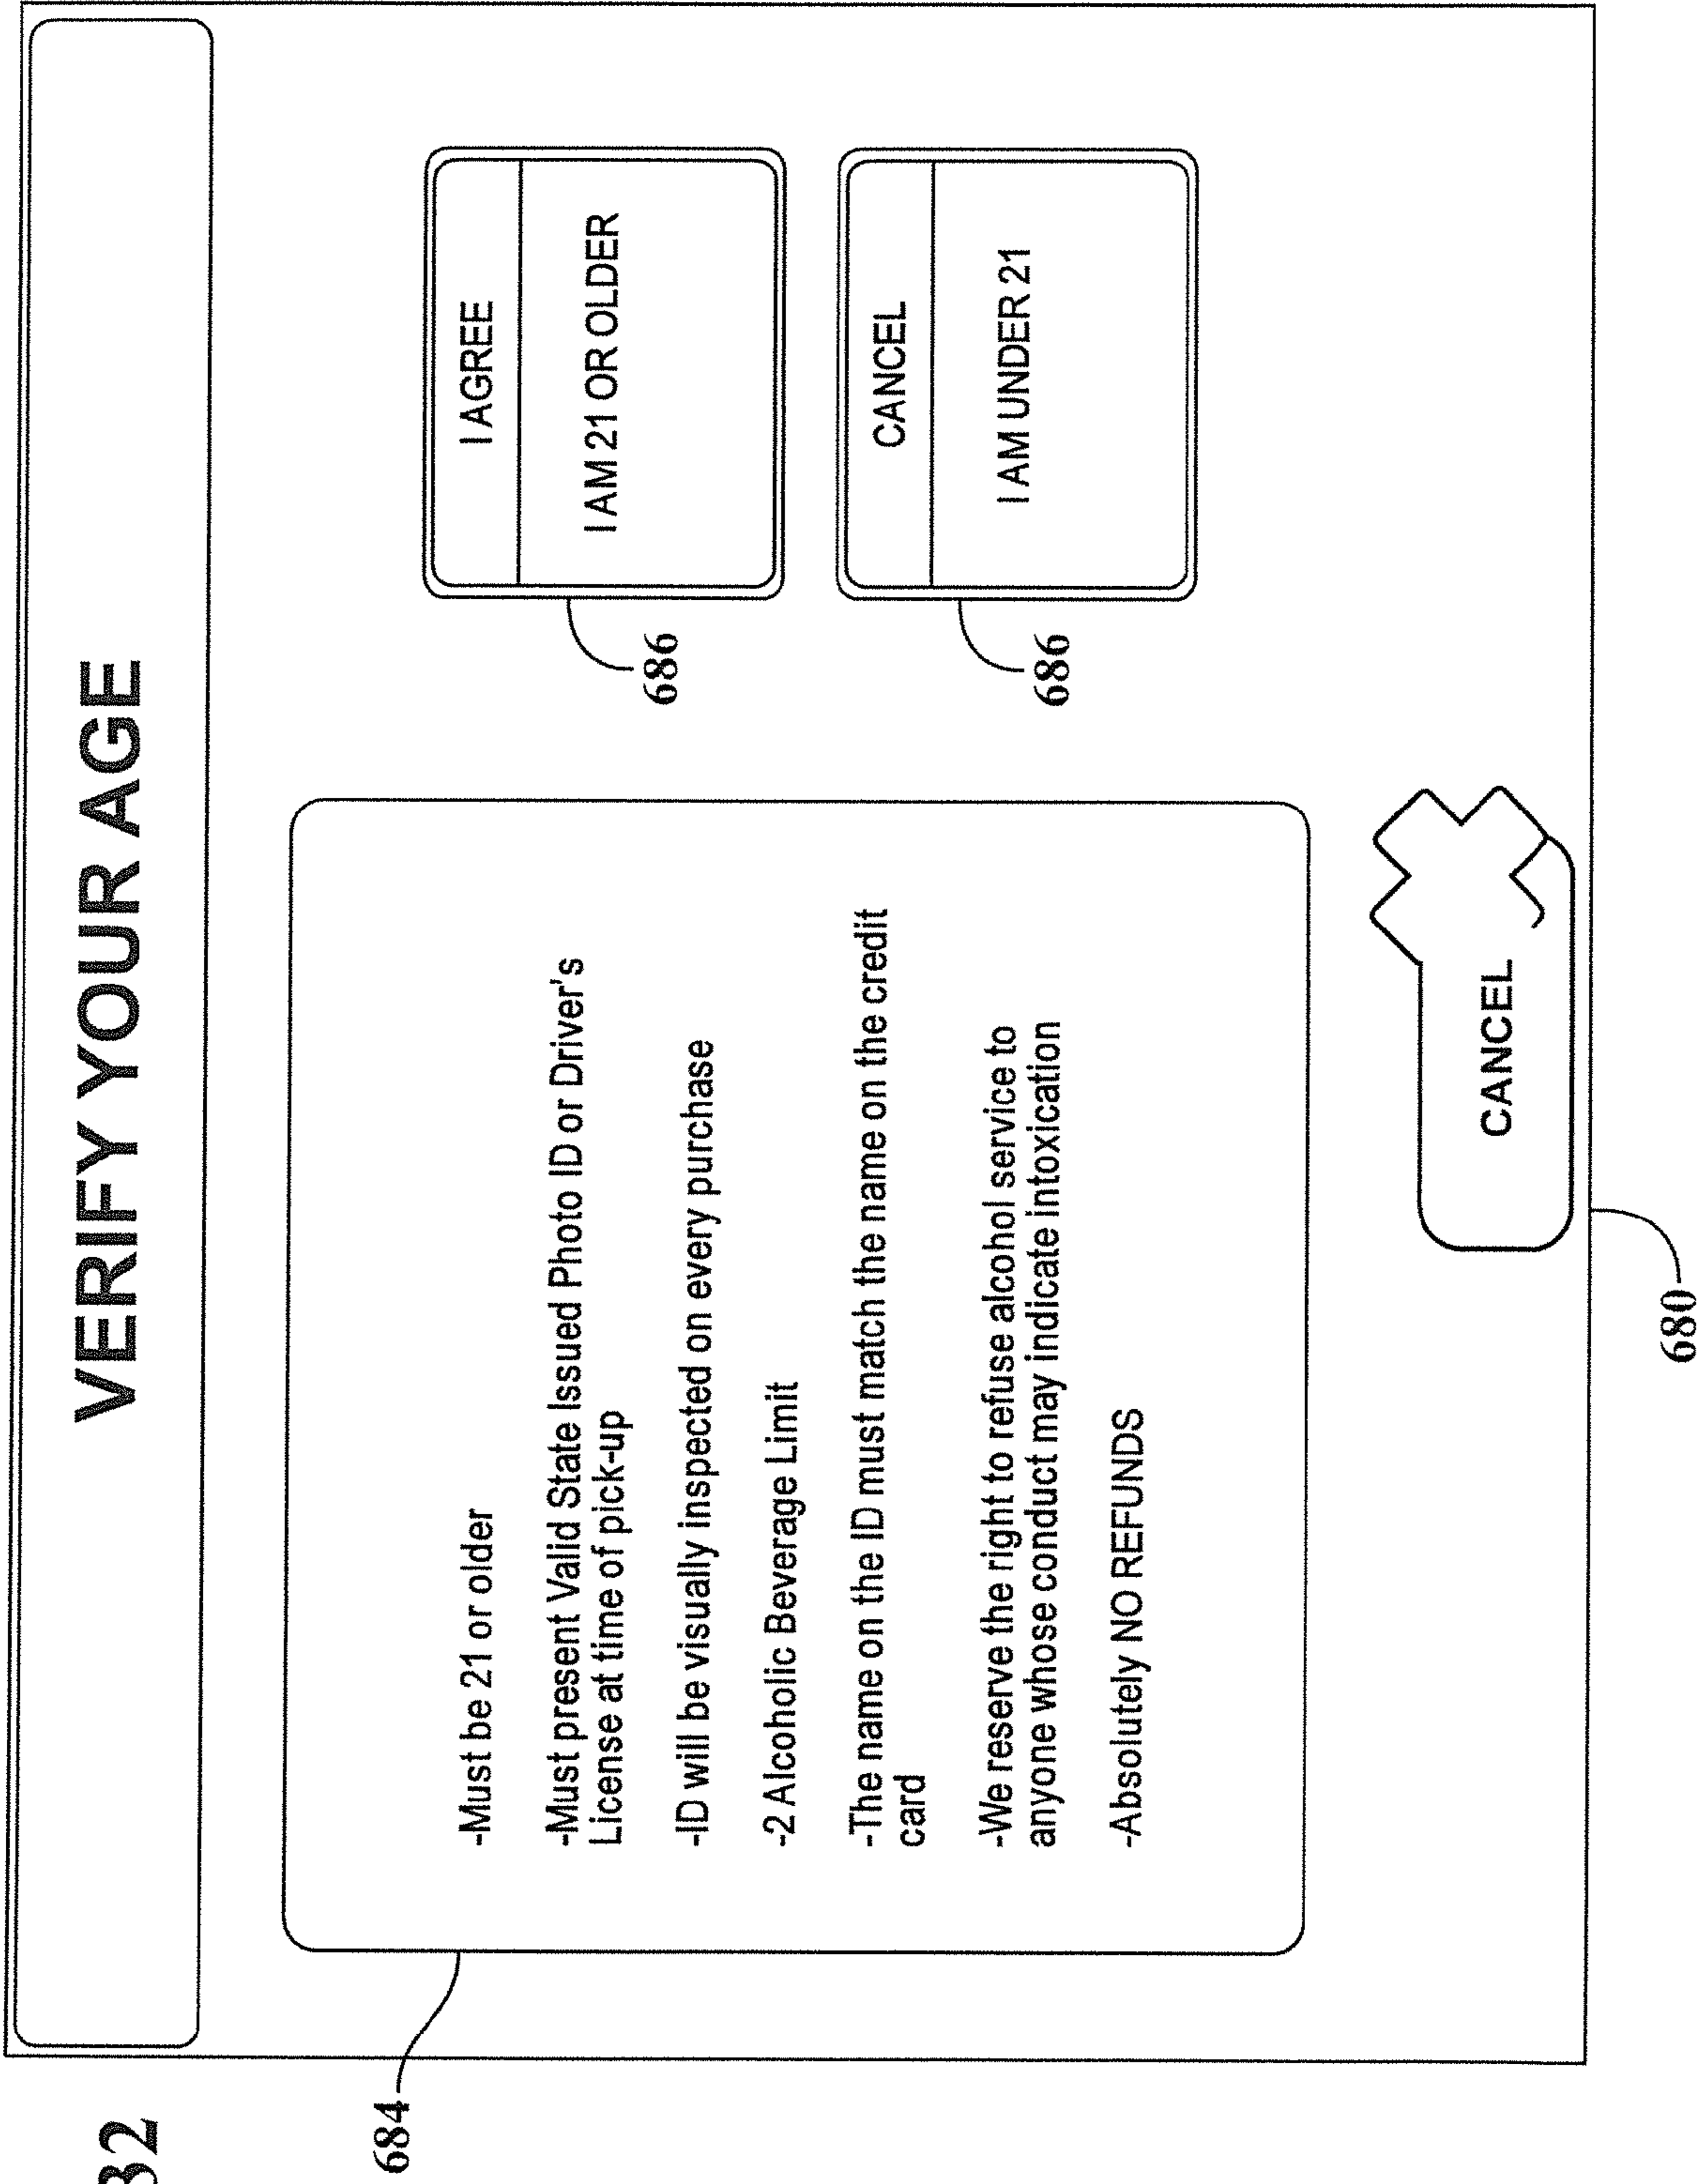 VERIFY YOUR AGE
-Must be 21 or older
-Must present Valid State Issued Photo ID or Driver's
License at time of pick-up
-ID will be visually inspected on every purchase
-2 Alcoholic Beverage Limit
-The name on the ID must match the name on the credit
card
-We reserve the right to refuse alcohol service to
anyone whose conduct may indicate intoxication
-Absolutely NO REFUNDS
684
I AGREE
I AM 21 OR OLDER
686
CANCEL
I AM UNDER 21
686
CANCEL
680